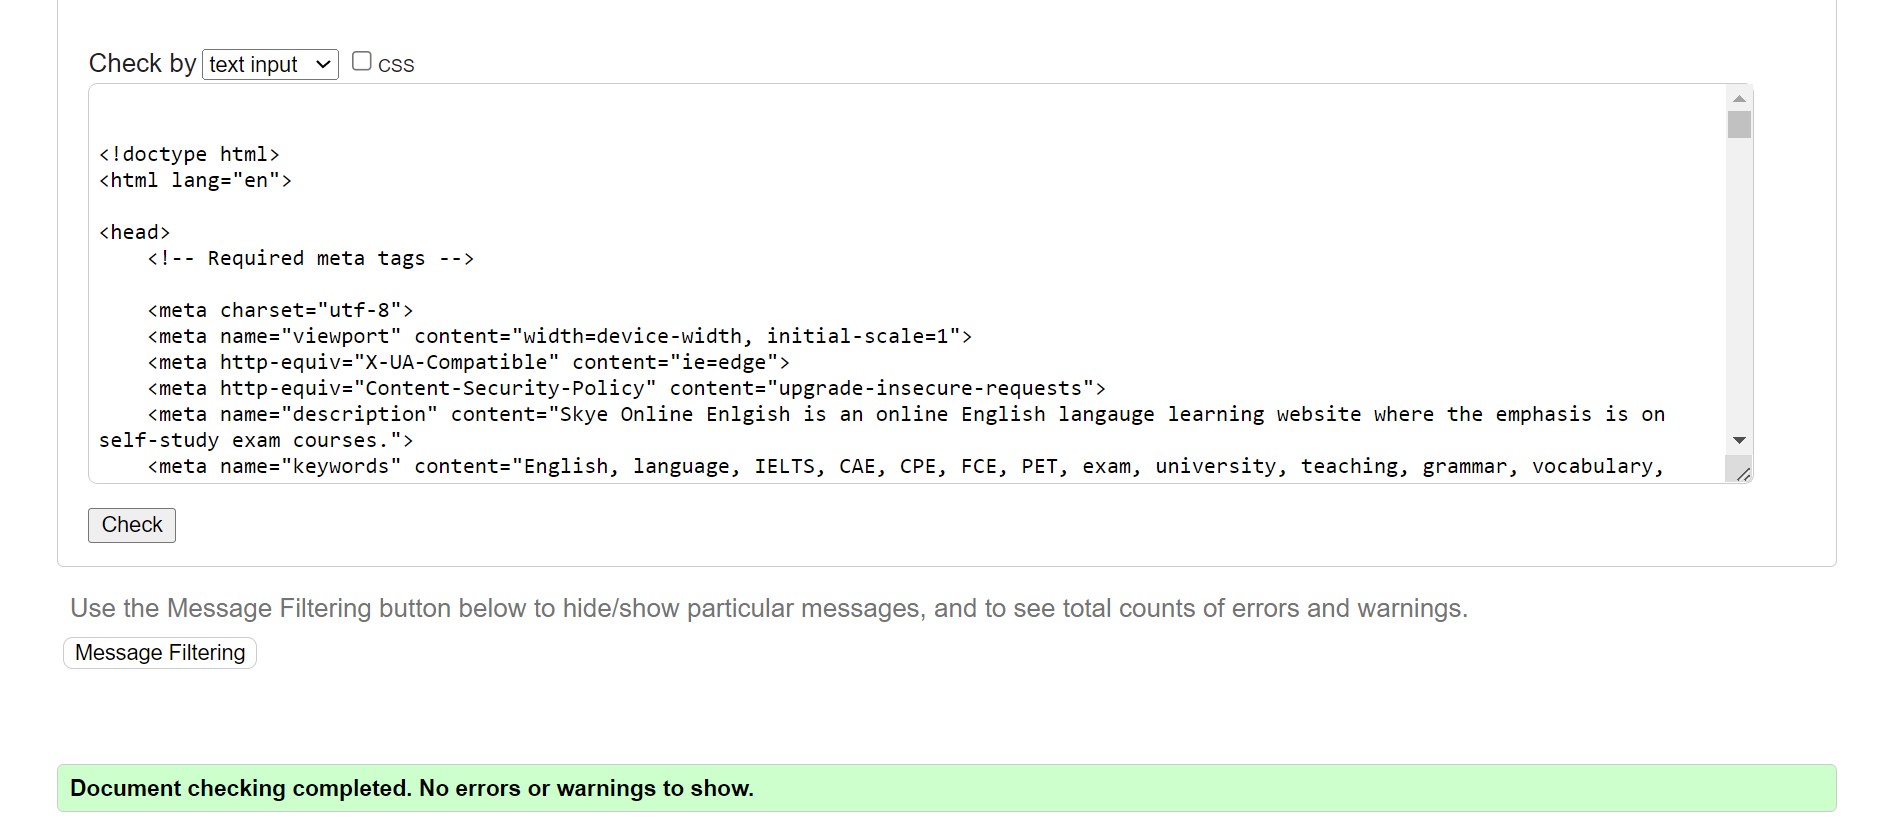 Check by text input css
<!doctype html>
<html lang="en">
<head>
<!-- Required meta tags -->
<meta charset="utf-8">
<meta name="viewport" content="width=device-width, initial-scale=1">
<meta http-equiv="X-UA-Compatible" content="ie=edge">
<meta http-equiv="Content-Security-Policy" content="upgrade-insecure-requests">
<meta name="description" content="Skye Online Enlgish is an online English langauge learning website where the emphasis is on
self-study exam courses.">
<meta name="keywords" content="English, language, IELTS, CAE, CPE, FCE, PET, exam, university, teaching, grammar, vocabulary,
Check
Use the Message Filtering button below to hide/show particular messages, and to see total counts of errors and warnings.
Message Filtering
Document checking completed. No errors or warnings to show.